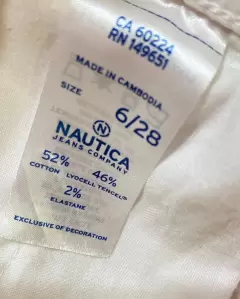 CA 60224
RN 149651
MADE IN CAMBODIA
SIZE 6/28
N
NAUTICA
JEANS COMPANY
52% 46%
COTTON LYOCELL TENCEL™
2%
ELASTANE
EXCLUSIVE OF DECORATION